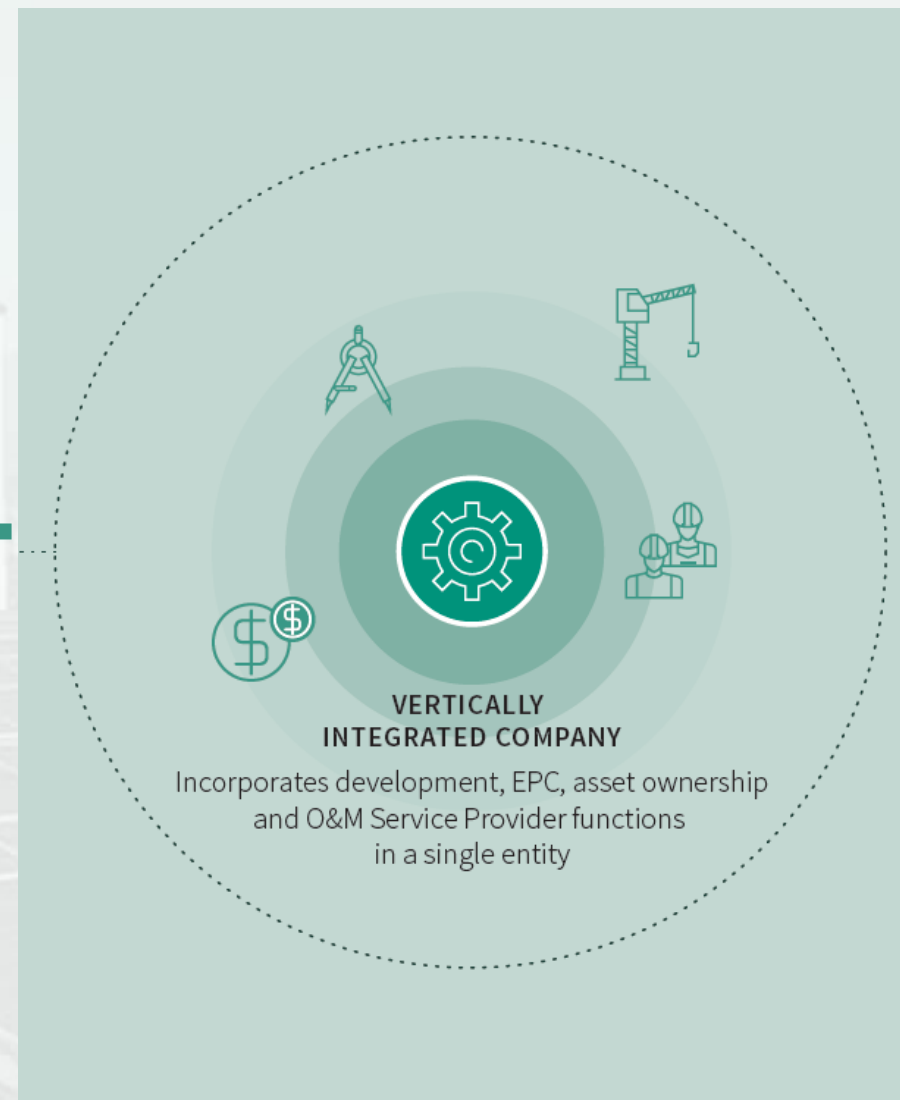 VERTICALLY
INTEGRATED COMPANY
Incorporates development, EPC, asset ownership
and O&M Service Provider functions
in a single entity